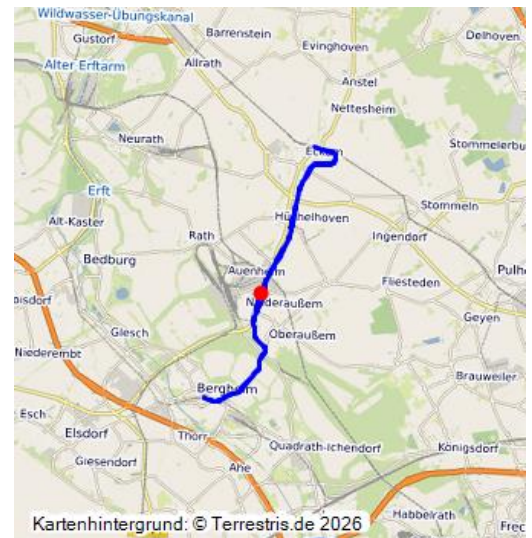 Wildwasser-Übungskanal
Gustorf
Barrenstein
Delhoven
Evinghoven
Alter Erftarm
Allrath
Anstel
Nettesheim
Neurath
Stommelerbu
Erft
Stommeln
Alt-Kaster
Hüchelhoven
Rath
Ingendorf
Bedburg
Pulhe
Auenheim
Fliesteden
oisdorf
Niederaußem
Geyen
Glesch
Oberaußem
Niederembt
Brauweiler
Bergheim
Esch
Elsdorf
Thorr
Quadrath-Ichendorf
Königsdorf
Giesendorf
Ahe
Habbelrath
Frec
Kartenhintergrund: © Terrestris.de 2026